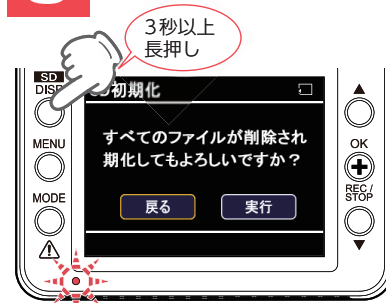 3秒以上
長押し
SD
DISP
SD初期化
MENU
すべてのファイルが削除され
期化してもよろしいですか？
MODE
戻る
実行
OK
REC/
STOP